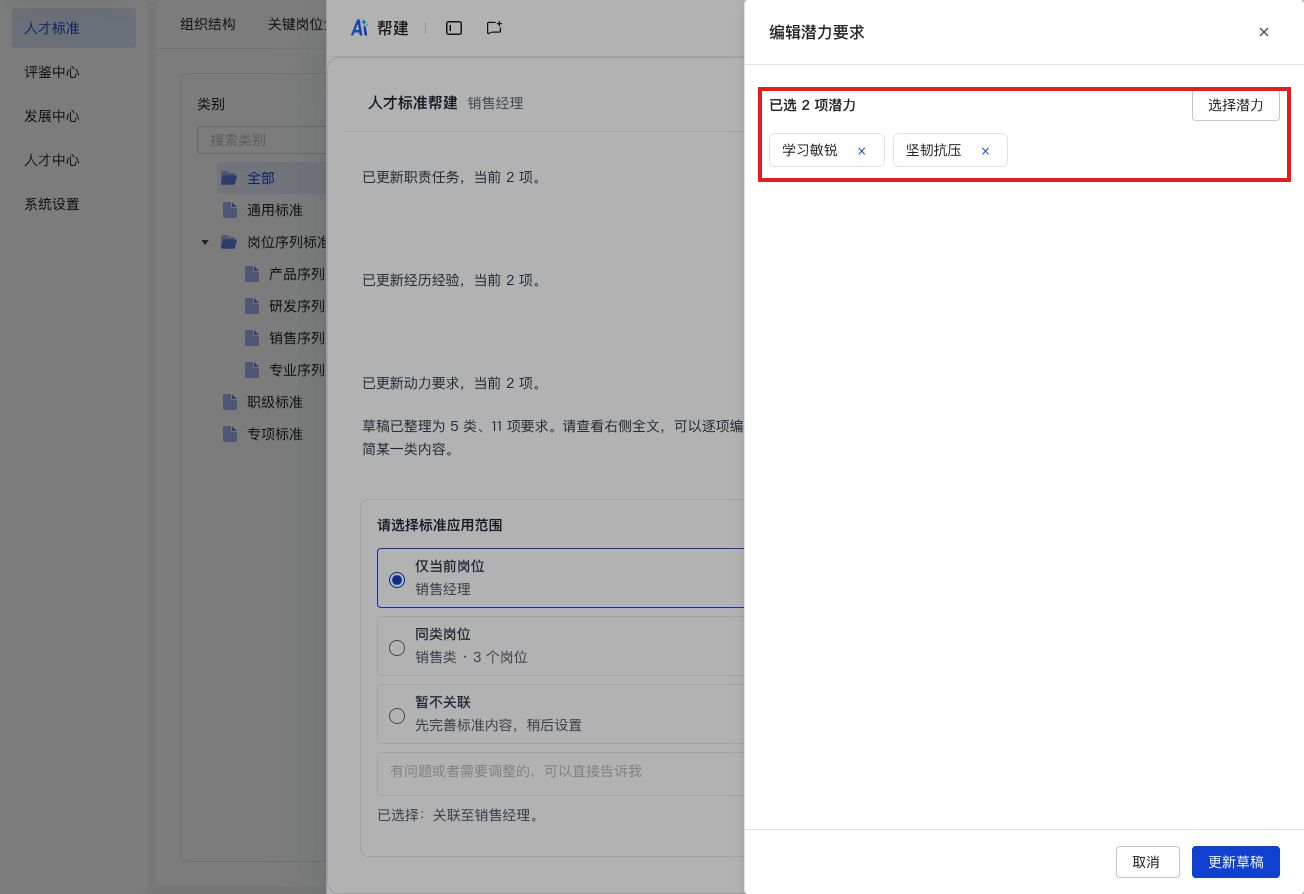 人才标准
评鉴中心
发展中心
人才中心
系统设置
组织结构 关键岗位
类别
搜索类别
全部
通用标准
岗位序列标准
产品序列
研发序列
销售序列
专业序列
职级标准
专项标准
Ai 帮建
人才标准帮建 销售经理
已更新职责任务，当前 2 项。
已更新经历经验，当前 2 项。
已更新动力要求，当前 2 项。
草稿已整理为 5 类、11 项要求。请查看右侧全文，可以逐项编
简某一类内容。
请选择标准应用范围
仅当前岗位
销售经理
同类岗位
销售类 · 3 个岗位
暂不关联
先完善标准内容，稍后设置
有问题或者需要调整的，可以直接告诉我
已选择：关联至销售经理。
编辑潜力要求
已选 2 项潜力 选择潜力
学习敏锐 × 坚韧抗压 ×
取消 更新草稿